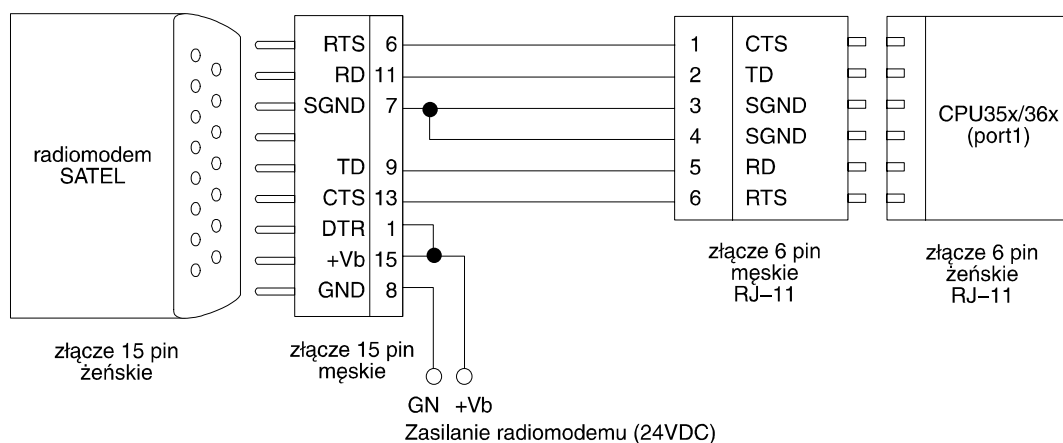 radiomodem
SATEL
złącze 15 pin
żeńskie
RTS 6
RD 11
SGND 7
TD 9
CTS 13
DTR 1
+Vb 15
GND 8
złącze 15 pin
męskie
GN +Vb
Zasilanie radiomodemu (24VDC)
1 CTS
2 TD
3 SGND
4 SGND
5 RD
6 RTS
złącze 6 pin
męskie
RJ–11
CPU35x/36x
(port1)
złącze 6 pin
żeńskie
RJ–11